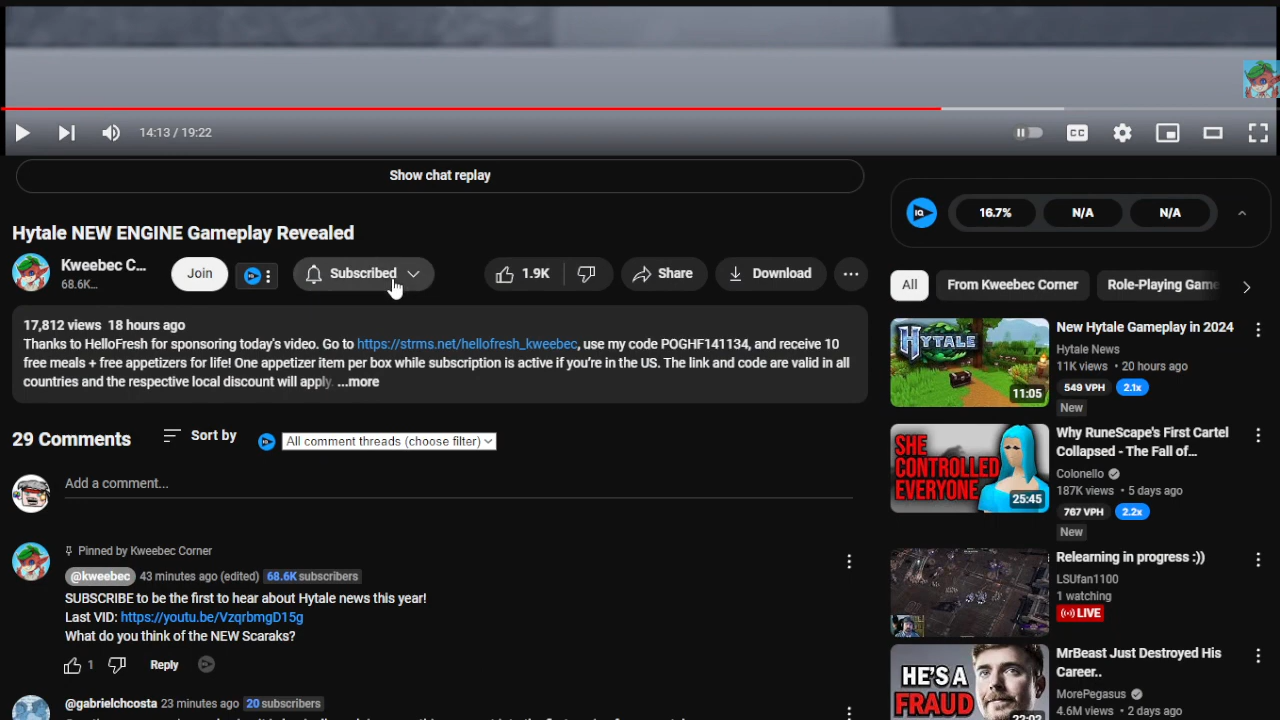 14:13 / 19:22
CC
Show chat replay
Hytale NEW ENGINE Gameplay Revealed
Kweebec C...
68.6K...
Join
IQ
Subscribed
1.9K
Share
Download
17,812 views 18 hours ago
Thanks to HelloFresh for sponsoring today's video. Go to https://strms.net/hellofresh_kweebec, use my code POGHF141134, and receive 10
free meals + free appetizers for life! One appetizer item per box while subscription is active if you're in the US. The link and code are valid in all
countries and the respective local discount will apply. ...more
29 Comments
Sort by
IQ
All comment threads (choose filter)
Add a comment...
Pinned by Kweebec Corner
@kweebec 43 minutes ago (edited) 68.6K subscribers
SUBSCRIBE to be the first to hear about Hytale news this year!
Last VID: https://youtu.be/VzqrbmgD15g
What do you think of the NEW Scaraks?
1
Reply
@gabrielchcosta 23 minutes ago 20 subscribers
IQ
16.7%
N/A
N/A
All
From Kweebec Corner
Role-Playing Game
HYTALE
11:05
New Hytale Gameplay in 2024
Hytale News
11K views • 20 hours ago
549 VPH 2.1x
New
SHE
CONTROLLED
EVERYONE
25:45
Why RuneScape's First Cartel
Collapsed - The Fall of...
Colonello
187K views • 5 days ago
767 VPH 2.2x
New
Relearning in progress :))
LSUfan1100
1 watching
LIVE
HE'S A
FRAUD
22:02
MrBeast Just Destroyed His
Career..
MorePegasus
4.6M views • 2 days ago